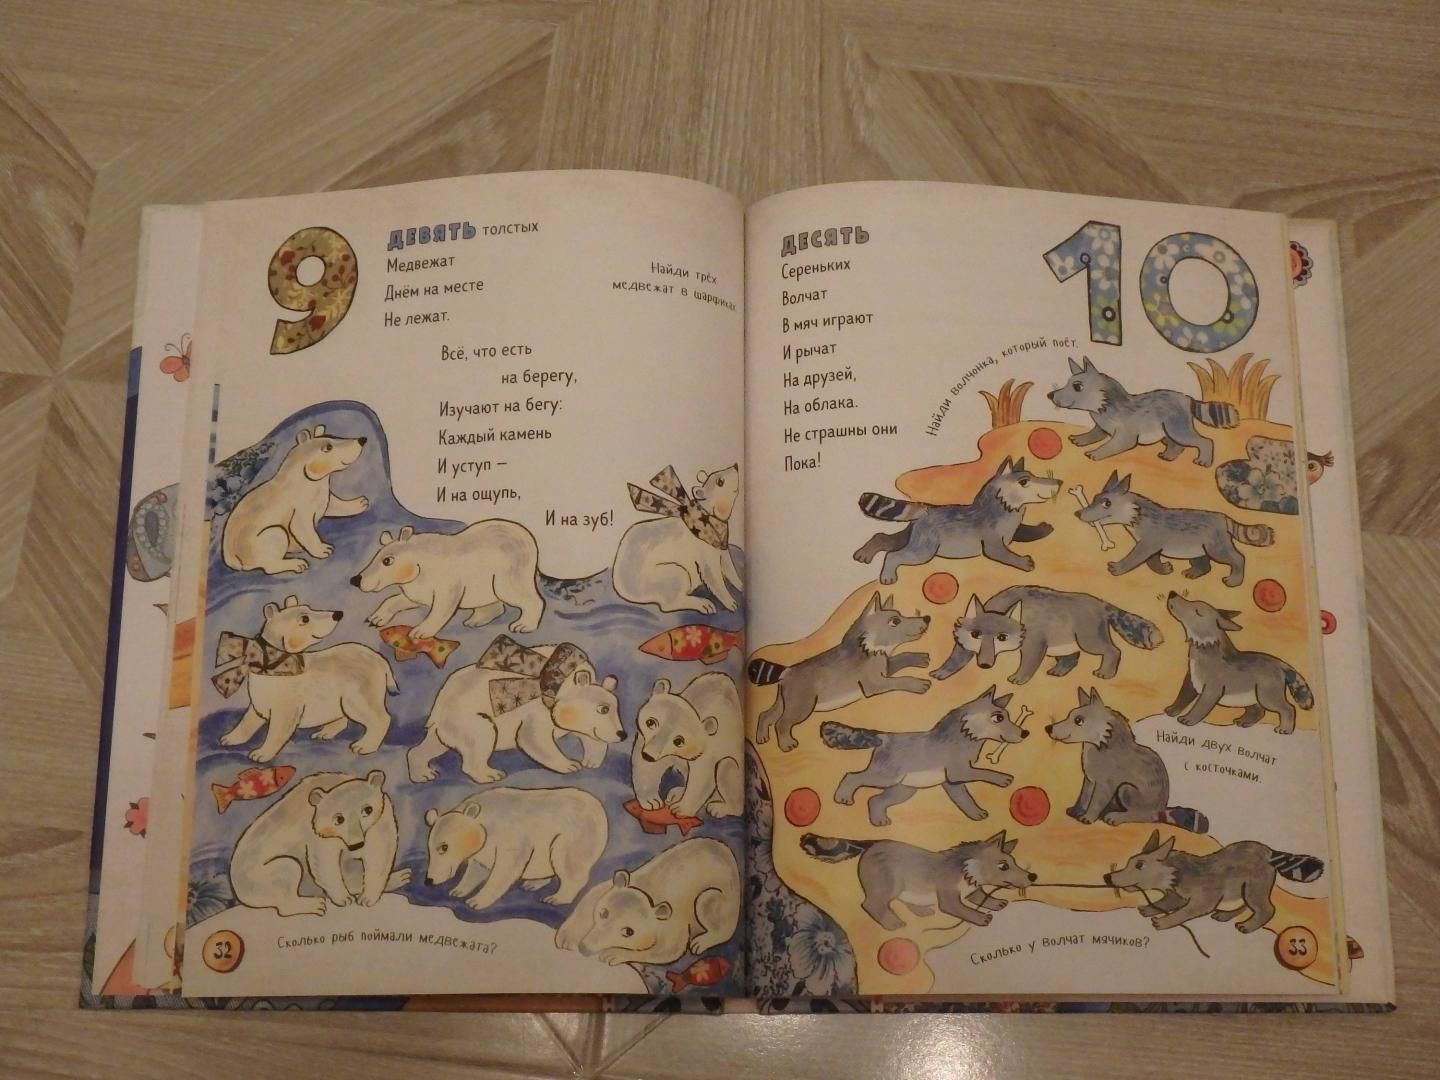 9
ДЕВЯТЬ толстых
Медвежат
Днём на месте
Не лежат.
Всё, что есть
на берегу,
Изучают на бегу:
Каждый камень
И уступ –
И на ощупь,
И на зуб!
Найди трёх
медвежат в шарфиках.
Сколько рыб поймали медвежата?
32
10
ДЕСЯТЬ
Сереньких
Волчат
В мяч играют
И рычат
На друзей,
На облака.
Не страшны они
Пока!
Найди волчонка, который поёт.
Найди двух волчат
с косточками.
Сколько у волчат мячиков?
33